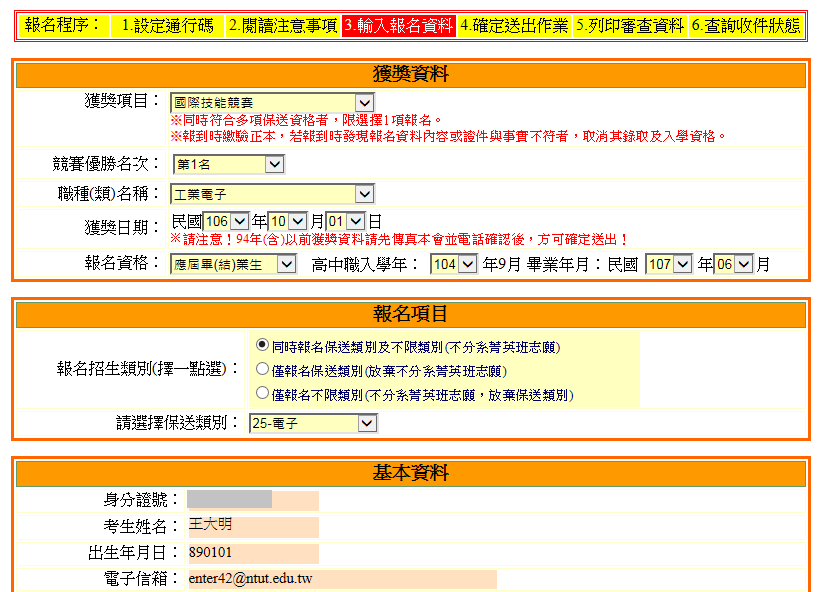 報名程序： 1.設定通行碼 2.閱讀注意事項 3.輸入報名資料 4.確定送出作業 5.列印審查資料 6.查詢收件狀態
獲獎資料
獲獎項目： 國際技能競賽
※同時符合多項保送資格者，限選擇1項報名。
※報到時繳驗正本，若報到時發現報名資料內容或證件與事實不符者，取消其錄取及入學資格。
競賽優勝名次： 第1名
職種(類)名稱： 工業電子
獲獎日期： 民國 106 年 10 月 01 日
※請注意！94年(含)以前獲獎資料請先傳真本會並電話確認後，方可確定送出！
報名資格： 應屆畢(結)業生 高中職入學年： 104 年9月 畢業年月：民國 107 年 06 月
報名項目
報名招生類別(擇一點選)： 同時報名保送類別及不限類別(不分系菁英班志願)
僅報名保送類別(放棄不分系菁英班志願)
僅報名不限類別(不分系菁英班志願，放棄保送類別)
請選擇保送類別： 25-電子
基本資料
身分證號：
考生姓名： 王大明
出生年月日： 890101
電子信箱： enter42@ntut.edu.tw